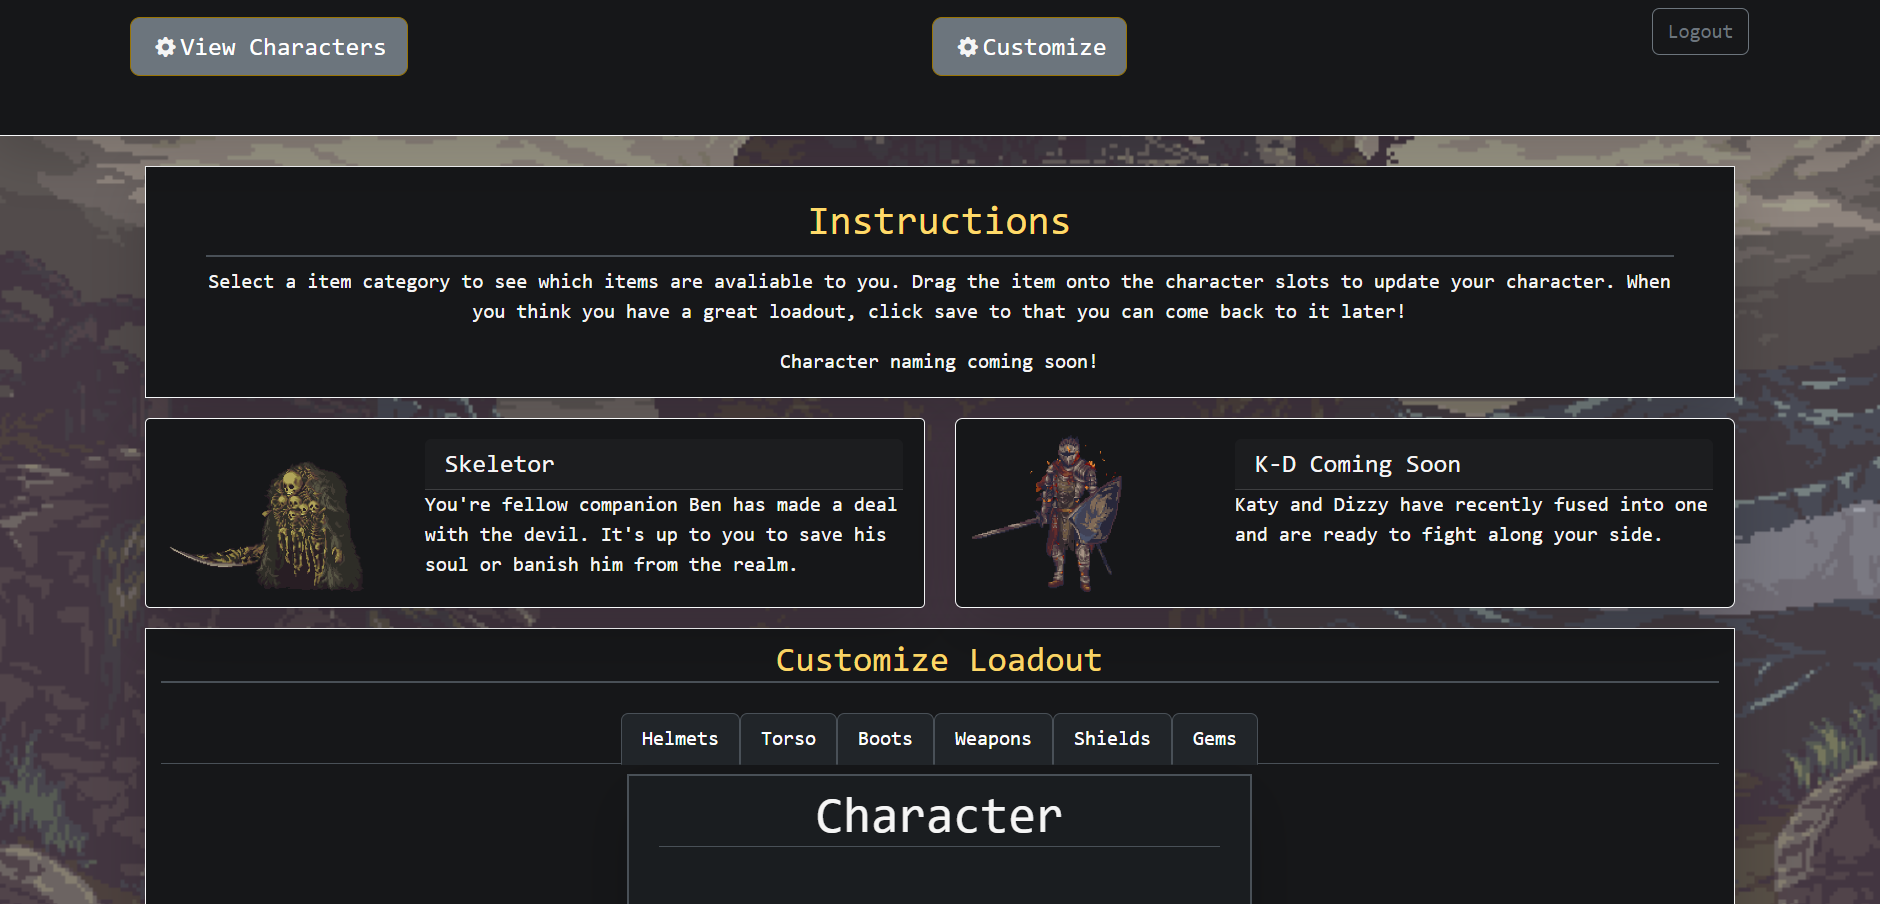 View Characters
Customize
Logout
Instructions
Select a item category to see which items are avaliable to you. Drag the item onto the character slots to update your character. When
you think you have a great loadout, click save to that you can come back to it later!
Character naming coming soon!
Skeletor
You're fellow companion Ben has made a deal
with the devil. It's up to you to save his
soul or banish him from the realm.
K-D Coming Soon
Katy and Dizzy have recently fused into one
and are ready to fight along your side.
Customize Loadout
Helmets
Torso
Boots
Weapons
Shields
Gems
Character